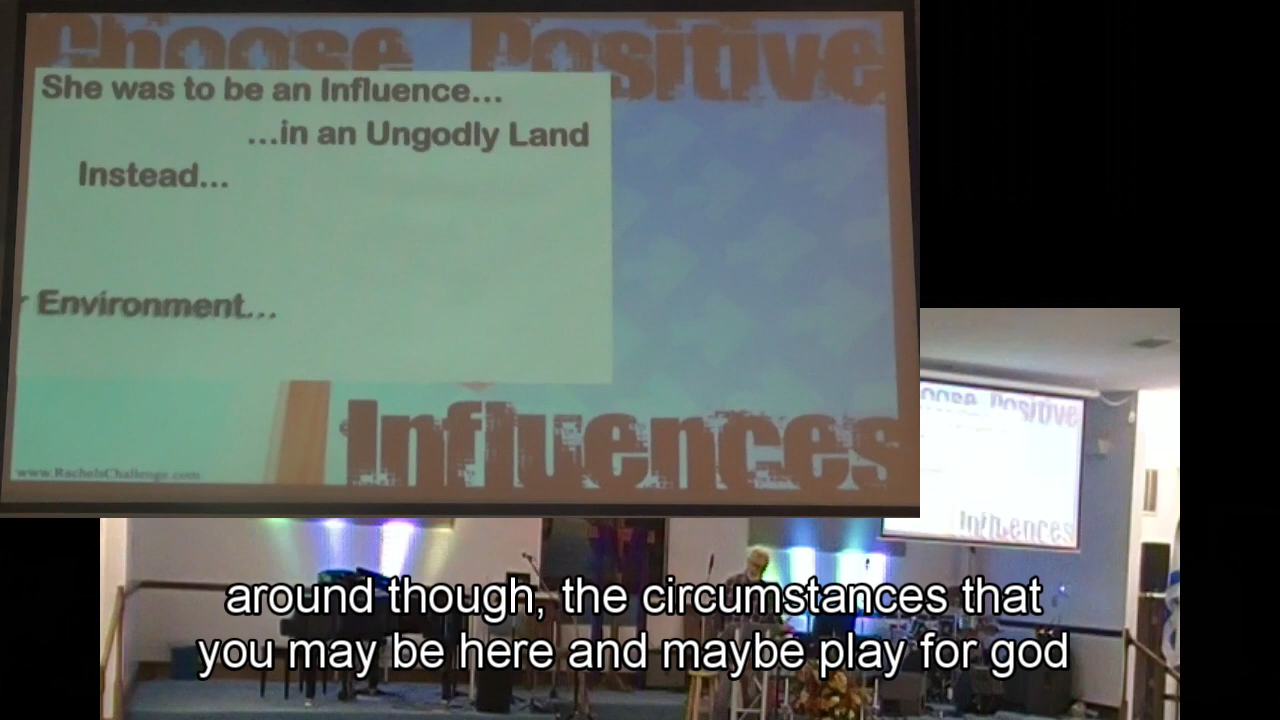 Choose Positive
She was to be an Influence...
...in an Ungodly Land
Instead...
r Environment...
Influences
www.RachelsChallenge.com
oose Positive
Influences
around though, the circumstances that
you may be here and maybe play for god